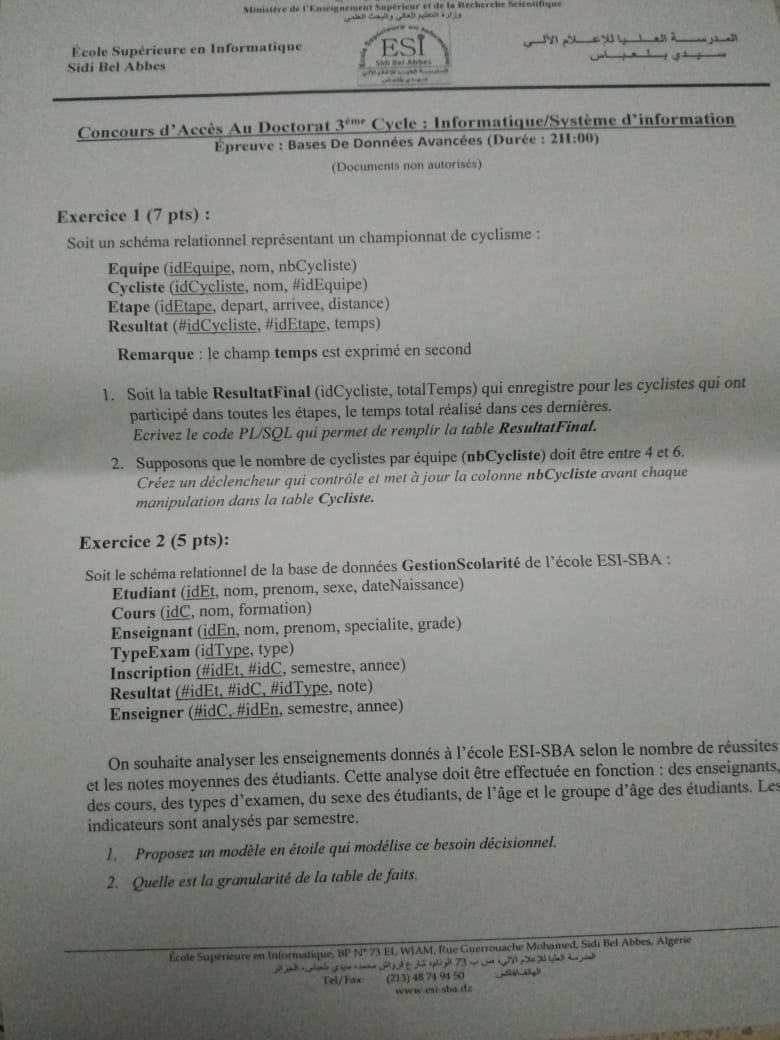 Ministère de l'Enseignement Supérieur et de la Recherche Scientifique
وزارة التعليم العالي والبحث العلمي
École Supérieure en Informatique
Sidi Bel Abbes
ESI
Sidi Bel Abbes
المدرسة العليا للإعلام الآلي
سيدي بلعباس
Concours d'Accès Au Doctorat 3ème Cycle : Informatique/Système d'information
Épreuve : Bases De Données Avancées (Durée : 2H:00)
(Documents non autorisés)
Exercice 1 (7 pts) :
Soit un schéma relationnel représentant un championnat de cyclisme :
Equipe (idEquipe, nom, nbCycliste)
Cycliste (idCycliste, nom, #idEquipe)
Etape (idEtape, depart, arrivee, distance)
Resultat (#idCycliste, #idEtape, temps)
Remarque : le champ temps est exprimé en second
1. Soit la table ResultatFinal (idCycliste, totalTemps) qui enregistre pour les cyclistes qui ont
participé dans toutes les étapes, le temps total réalisé dans ces dernières.
Ecrivez le code PL/SQL qui permet de remplir la table ResultatFinal.
2. Supposons que le nombre de cyclistes par équipe (nbCycliste) doit être entre 4 et 6.
Créez un déclencheur qui contrôle et met à jour la colonne nbCycliste avant chaque
manipulation dans la table Cycliste.
Exercice 2 (5 pts):
Soit le schéma relationnel de la base de données GestionScolarité de l'école ESI-SBA :
Etudiant (idEt, nom, prenom, sexe, dateNaissance)
Cours (idC, nom, formation)
Enseignant (idEn, nom, prenom, specialite, grade)
TypeExam (idType, type)
Inscription (#idEt, #idC, semestre, annee)
Resultat (#idEt, #idC, #idType, note)
Enseigner (#idC, #idEn, semestre, annee)
On souhaite analyser les enseignements donnés à l'école ESI-SBA selon le nombre de réussites
et les notes moyennes des étudiants. Cette analyse doit être effectuée en fonction : des enseignants,
des cours, des types d'examen, du sexe des étudiants, de l'âge et le groupe d'âge des étudiants. Les
indicateurs sont analysés par semestre.
1. Proposez un modèle en étoile qui modélise ce besoin décisionnel.
2. Quelle est la granularité de la table de faits.
École Supérieure en Informatique, BP N° 73 EL WIAM, Rue Guerrouache Mohamed, Sidi Bel Abbes, Algerie
المدرسة العليا للإعلام الآلي، ص ب 73 الوئام، شارع قرواش محمد، سيدي بلعباس، الجزائر
Tel/Fax: (213) 48 74 94 50
www.esi-sba.dz